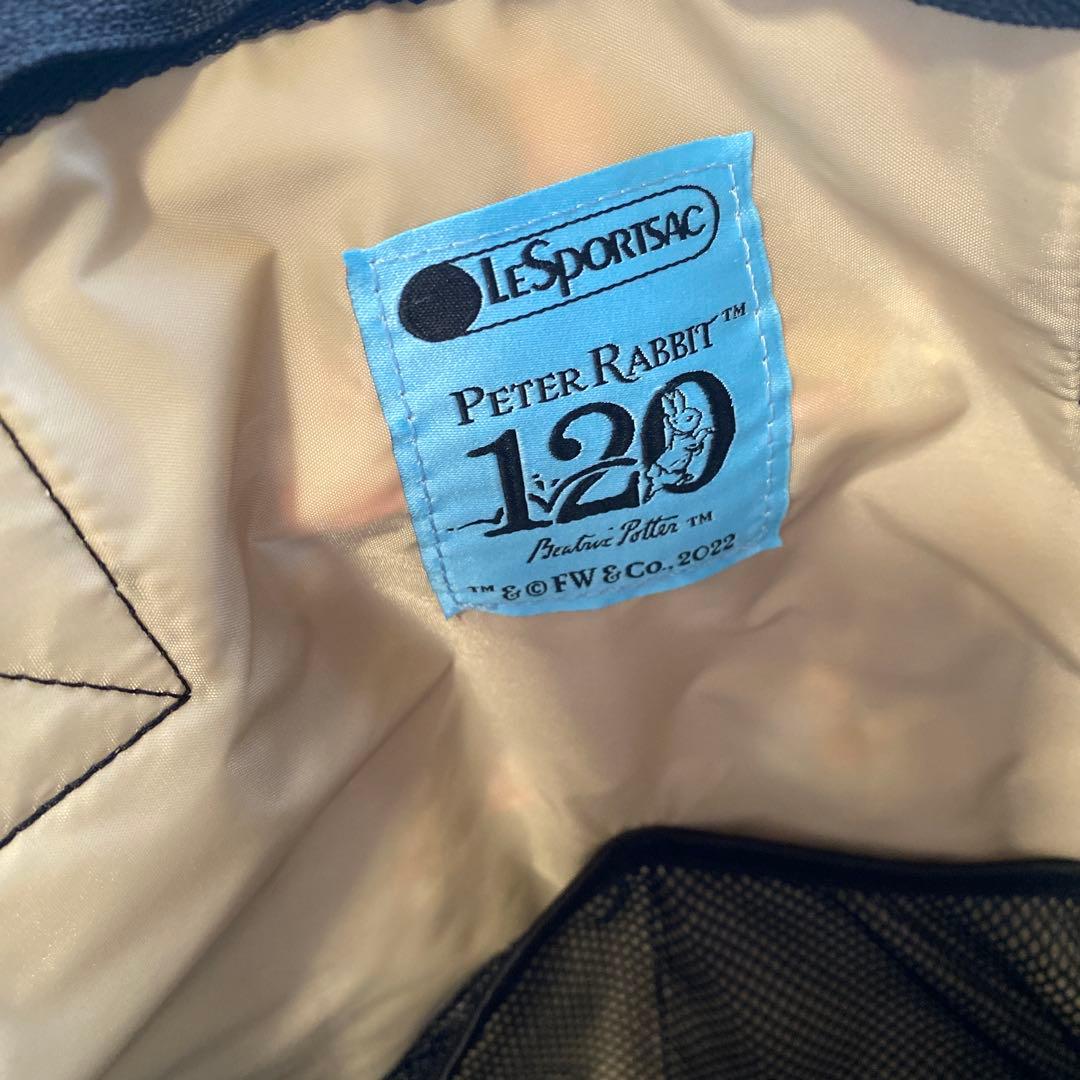 LESPORTSAC
PETER RABBIT™
120
Beatrix Potter ™
™ & © FW & Co., 2022